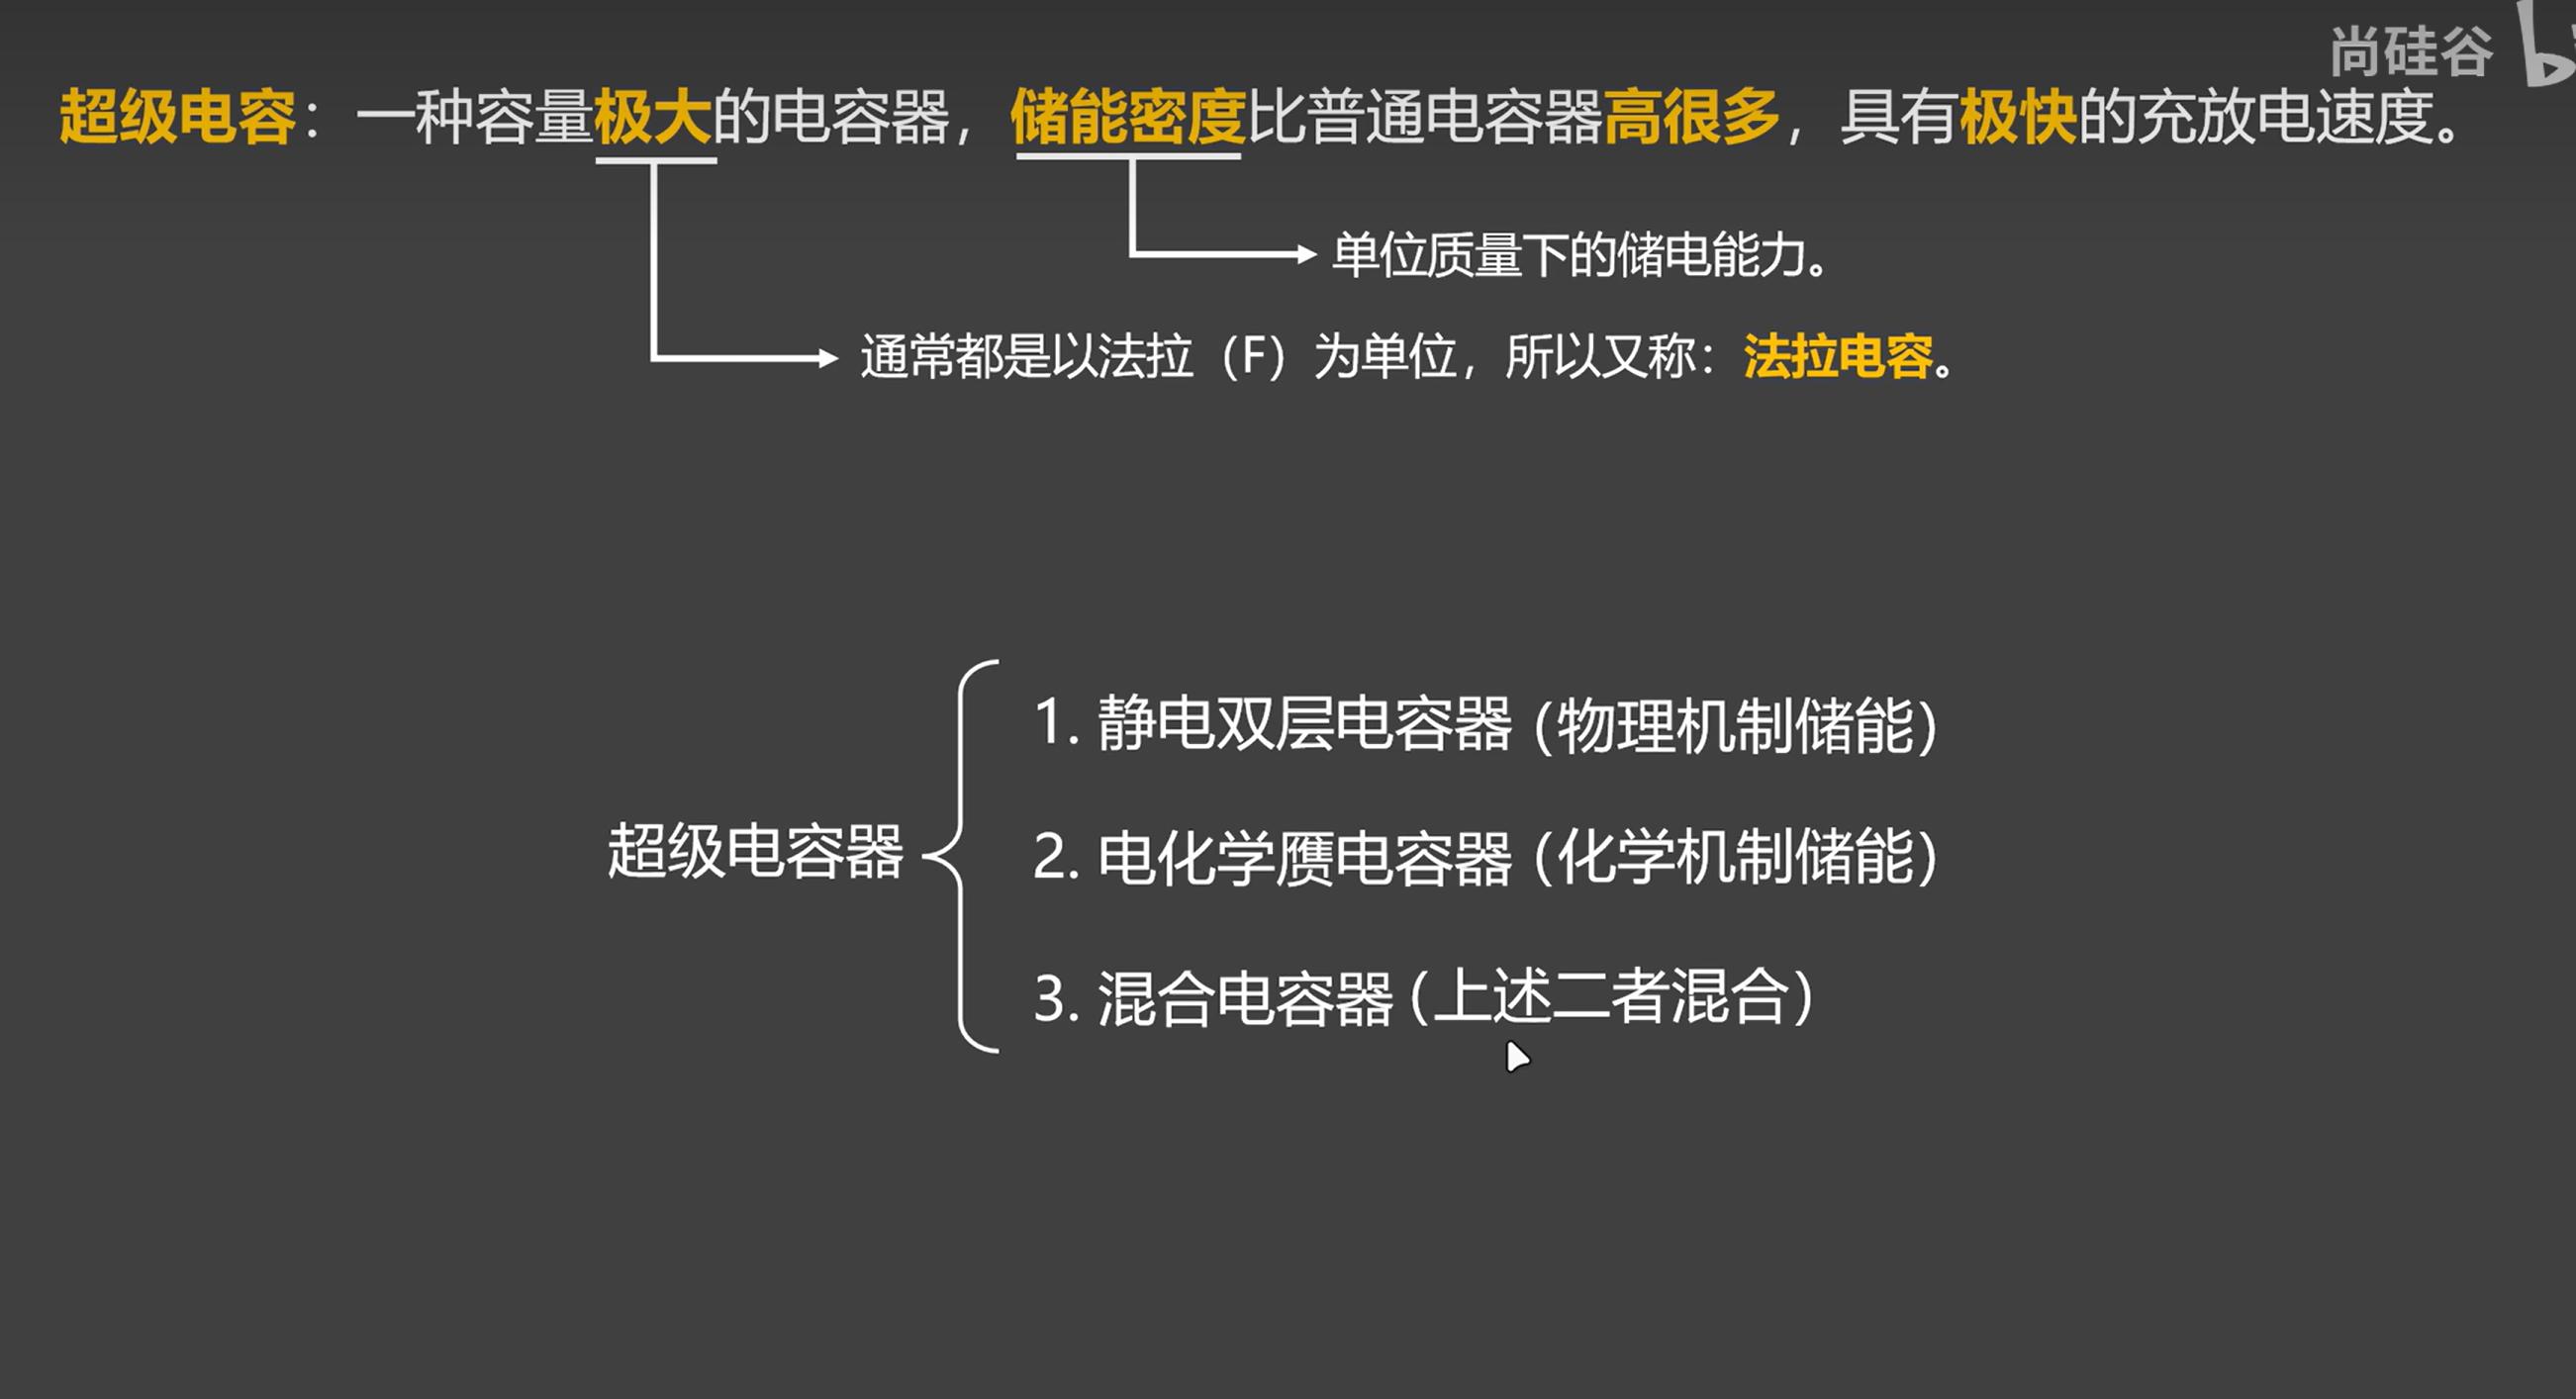 尚硅谷
超级电容：一种容量极大的电容器，储能密度比普通电容器高很多，具有极快的充放电速度。
单位质量下的储电能力。
通常都是以法拉（F）为单位，所以又称：法拉电容。
1. 静电双层电容器 (物理机制储能)
超级电容器
2. 电化学赝电容器 (化学机制储能)
3. 混合电容器 (上述二者混合)